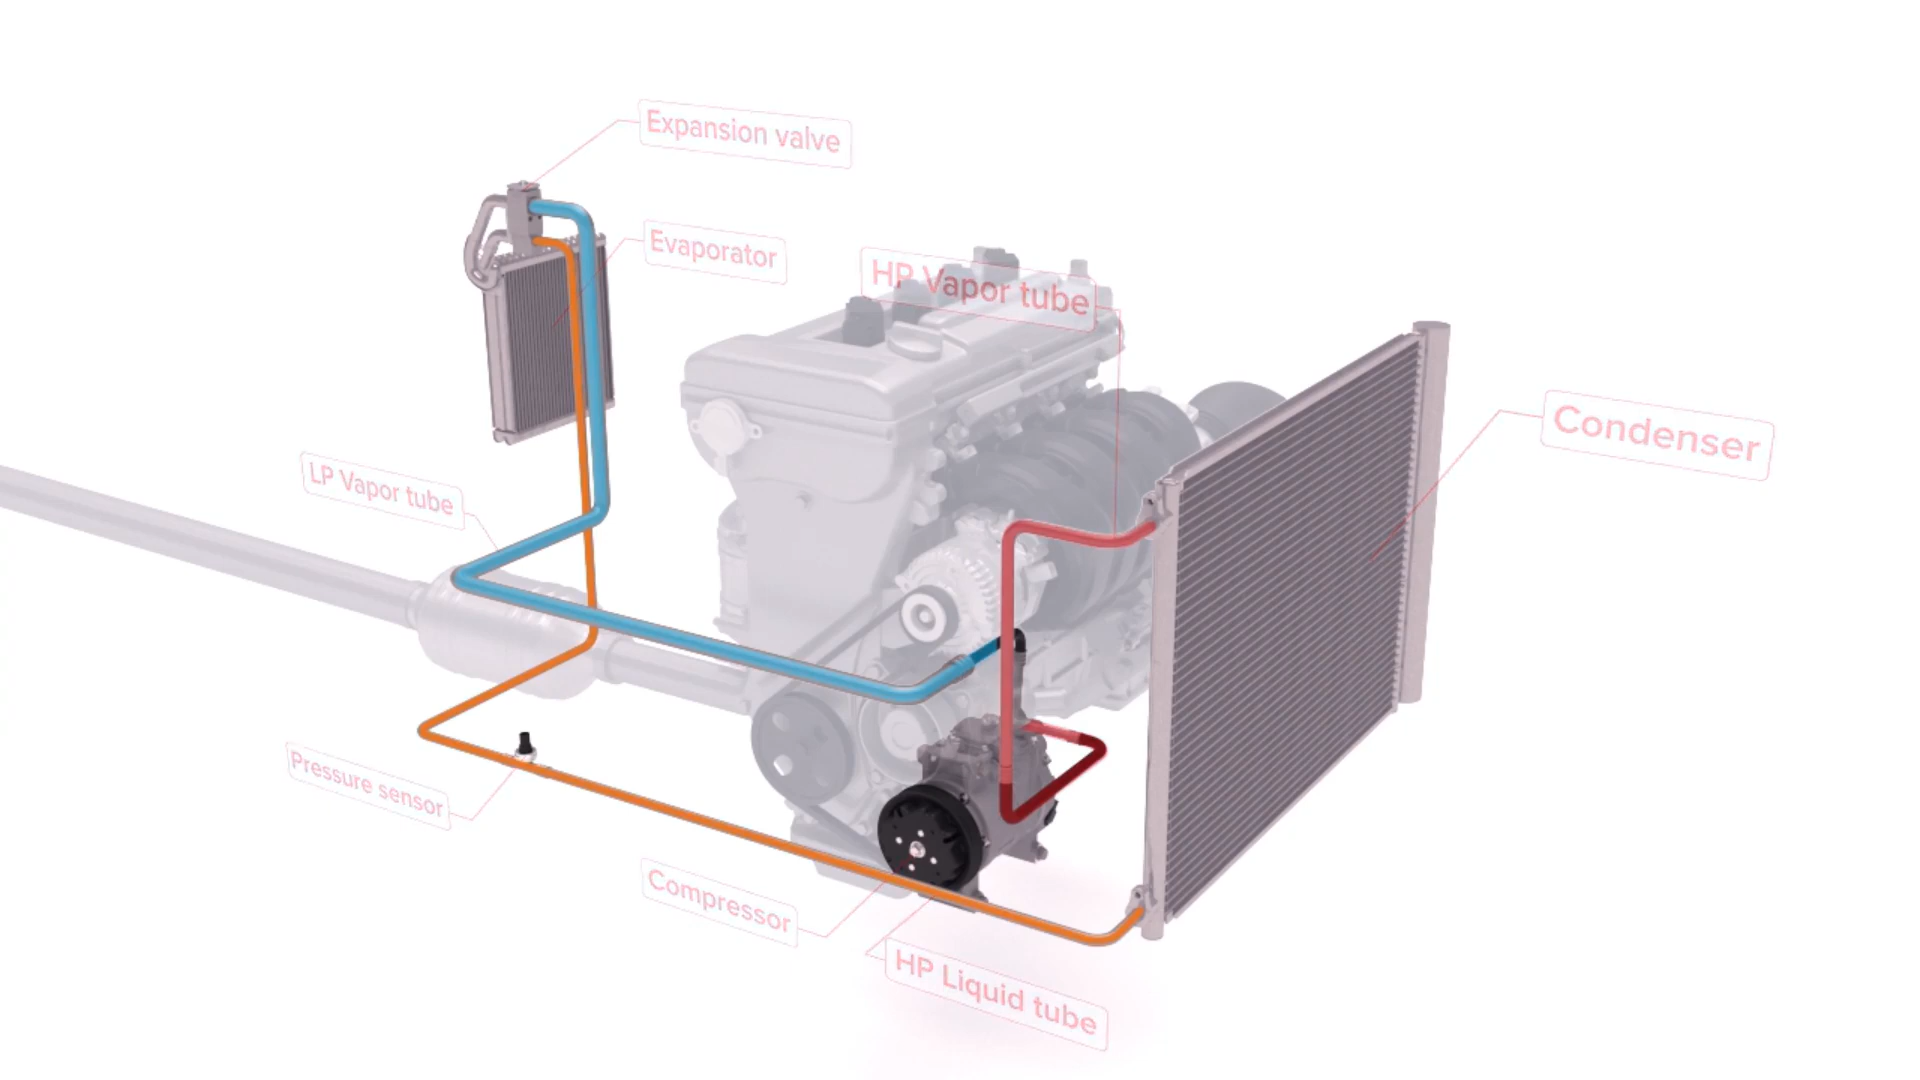 Expansion valve
Evaporator
HP Vapor tube
Condenser
LP Vapor tube
Pressure sensor
Compressor
HP Liquid tube